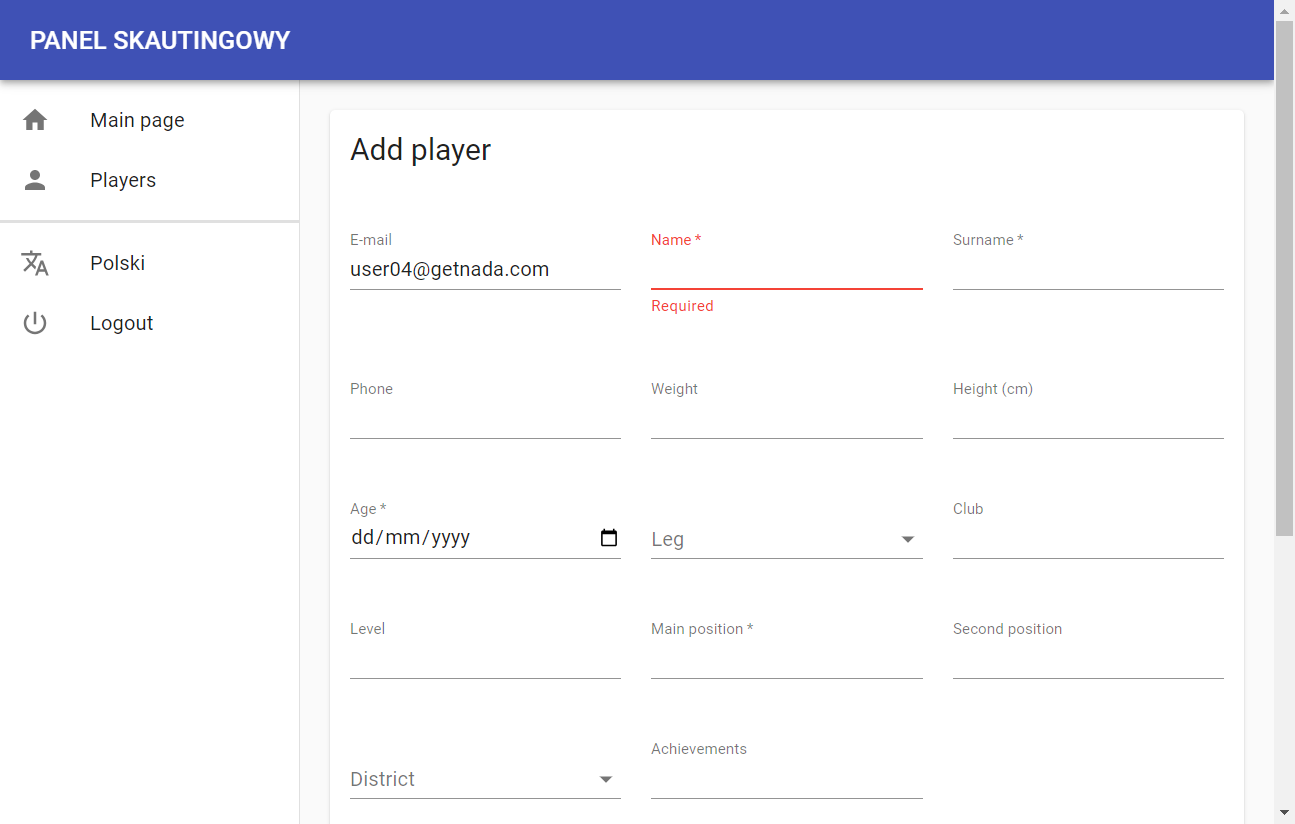 PANEL SKAUTINGOWY
Main page
Players
Polski
Logout
Add player
E-mail
user04@getnada.com
Name *
Required
Surname *
Phone
Weight
Height (cm)
Age *
dd/mm/yyyy
Leg
Club
Level
Main position *
Second position
District
Achievements